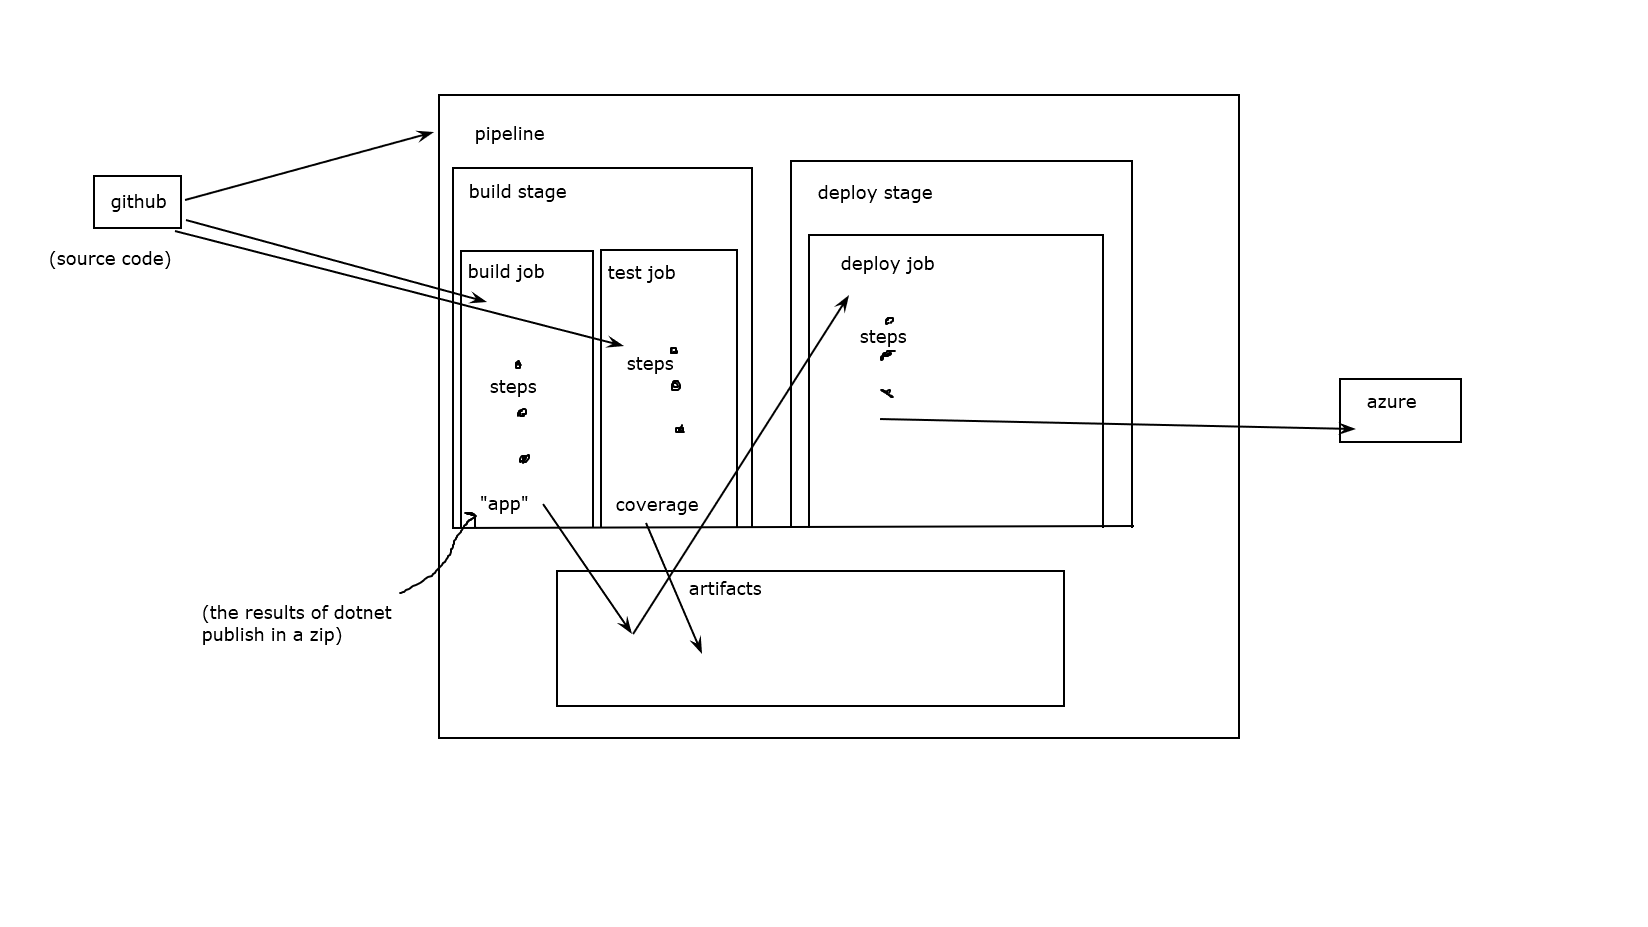 pipeline
github
(source code)
build stage
deploy stage
build job
test job
deploy job
steps
steps
steps
"app"
coverage
azure
artifacts
(the results of dotnet
publish in a zip)